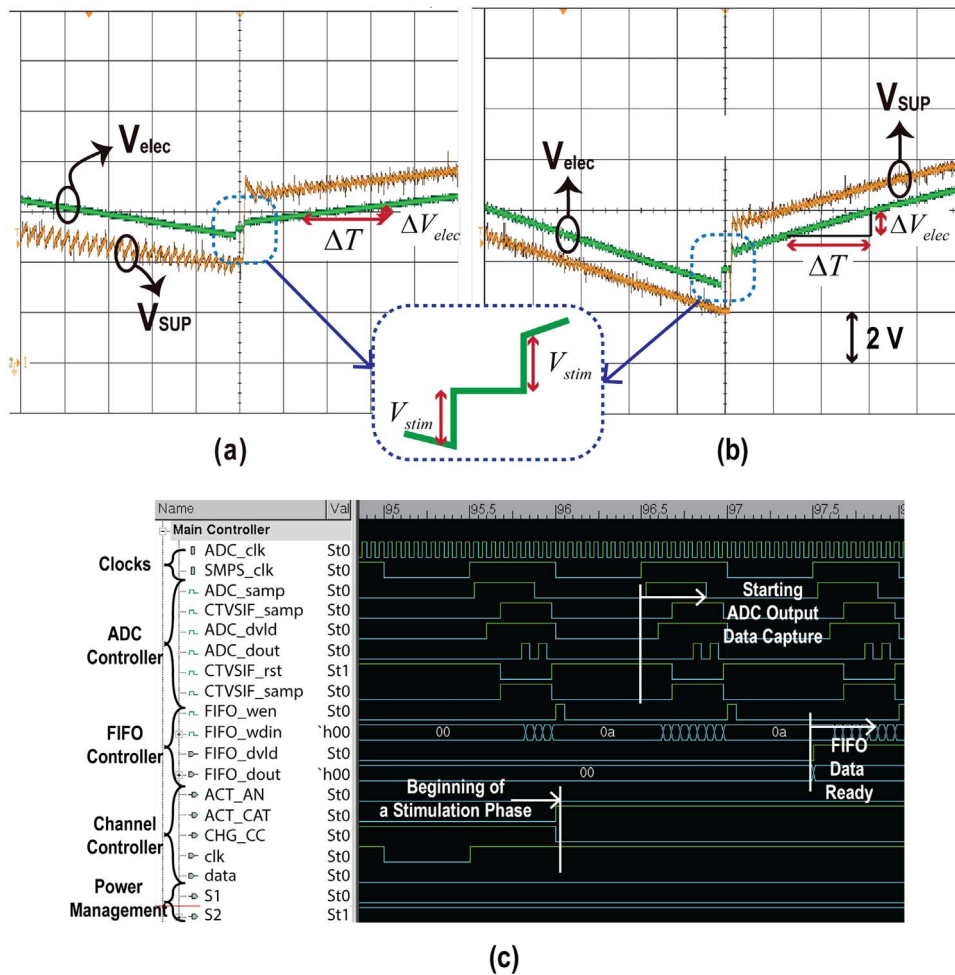 V_elec
V_SUP
ΔT
ΔV_elec
V_elec
V_SUP
ΔV_elec
ΔT
2 V
2 1
V_stim
V_stim
(a)
(b)
Name Val |95 |95,5 |96 |96,5 |97 |97,5
Main Controller
Clocks
ADC_clk St0
SMPS_clk St0
ADC Controller
ADC_samp St0
CTVSIF_samp St0
ADC_dvld St0
ADC_dout St0
CTVSIF_rst St1
CTVSIF_samp St0
Starting
ADC Output
Data Capture
FIFO Controller
FIFO_wen St0
FIFO_wdin `h00 00 0a 0a
FIFO_dvld St0
FIFO_dout `h00 00
FIFO
Data
Ready
Channel Controller
ACT_AN St0
ACT_CAT St0
CHG_CC St0
clk St0
data St0
Beginning of
a Stimulation Phase
Power Management
S1 St0
S2 St1
(c)